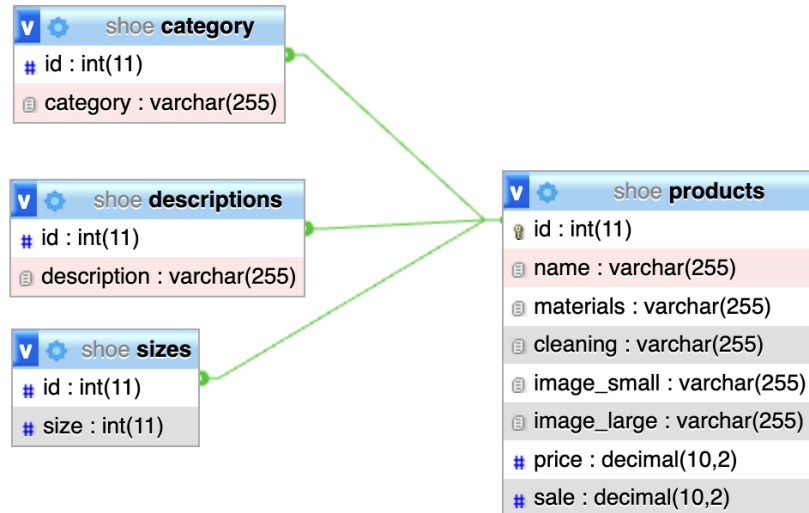 v shoe category
# id : int(11)
category : varchar(255)
v shoe descriptions
# id : int(11)
description : varchar(255)
v shoe sizes
# id : int(11)
# size : int(11)
v shoe products
id : int(11)
name : varchar(255)
materials : varchar(255)
cleaning : varchar(255)
image_small : varchar(255)
image_large : varchar(255)
# price : decimal(10,2)
# sale : decimal(10,2)